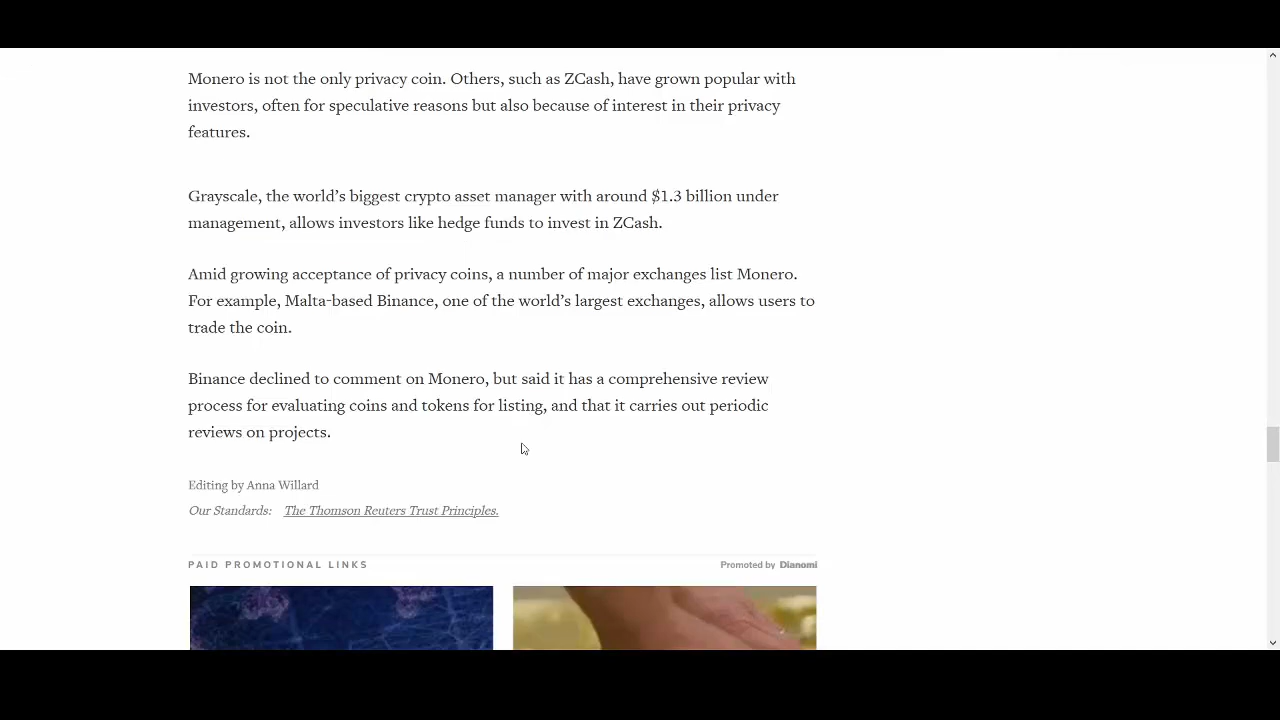 Monero is not the only privacy coin. Others, such as ZCash, have grown popular with
investors, often for speculative reasons but also because of interest in their privacy
features.
Grayscale, the world’s biggest crypto asset manager with around $1.3 billion under
management, allows investors like hedge funds to invest in ZCash.
Amid growing acceptance of privacy coins, a number of major exchanges list Monero.
For example, Malta-based Binance, one of the world’s largest exchanges, allows users to
trade the coin.
Binance declined to comment on Monero, but said it has a comprehensive review
process for evaluating coins and tokens for listing, and that it carries out periodic
reviews on projects.
Editing by Anna Willard
Our Standards: The Thomson Reuters Trust Principles.
PAID PROMOTIONAL LINKS Promoted by Dianomi